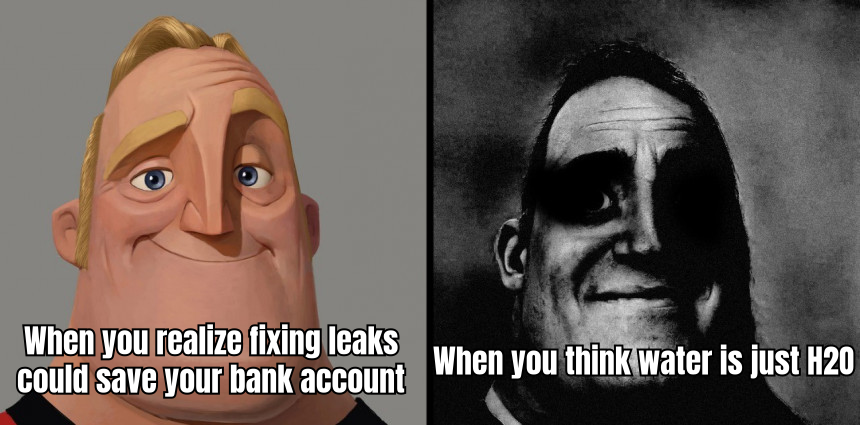 When you realize fixing leaks
could save your bank account
When you think water is just H20